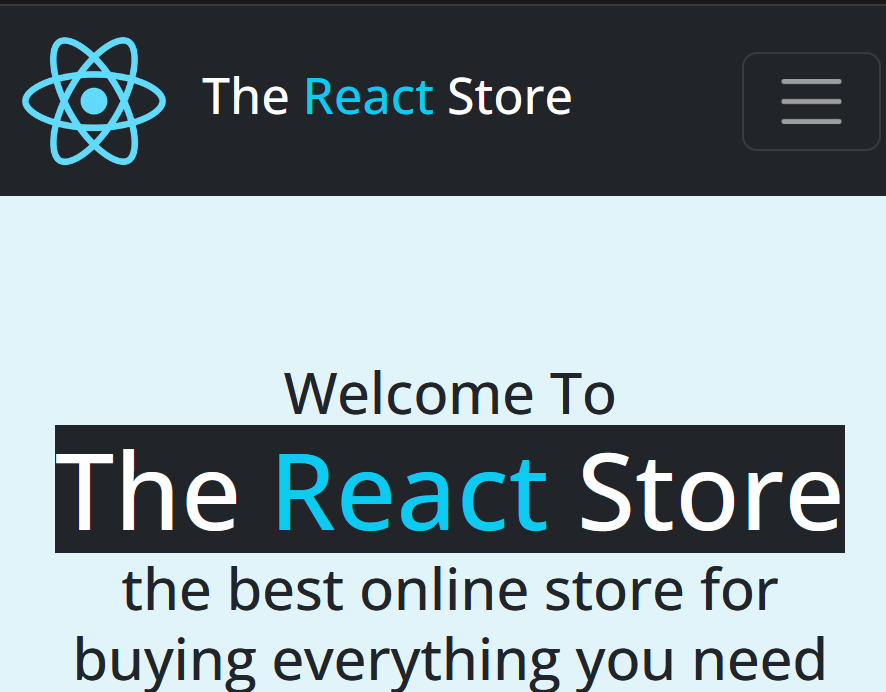 The React Store
Welcome To
The React Store
the best online store for
buying everything you need